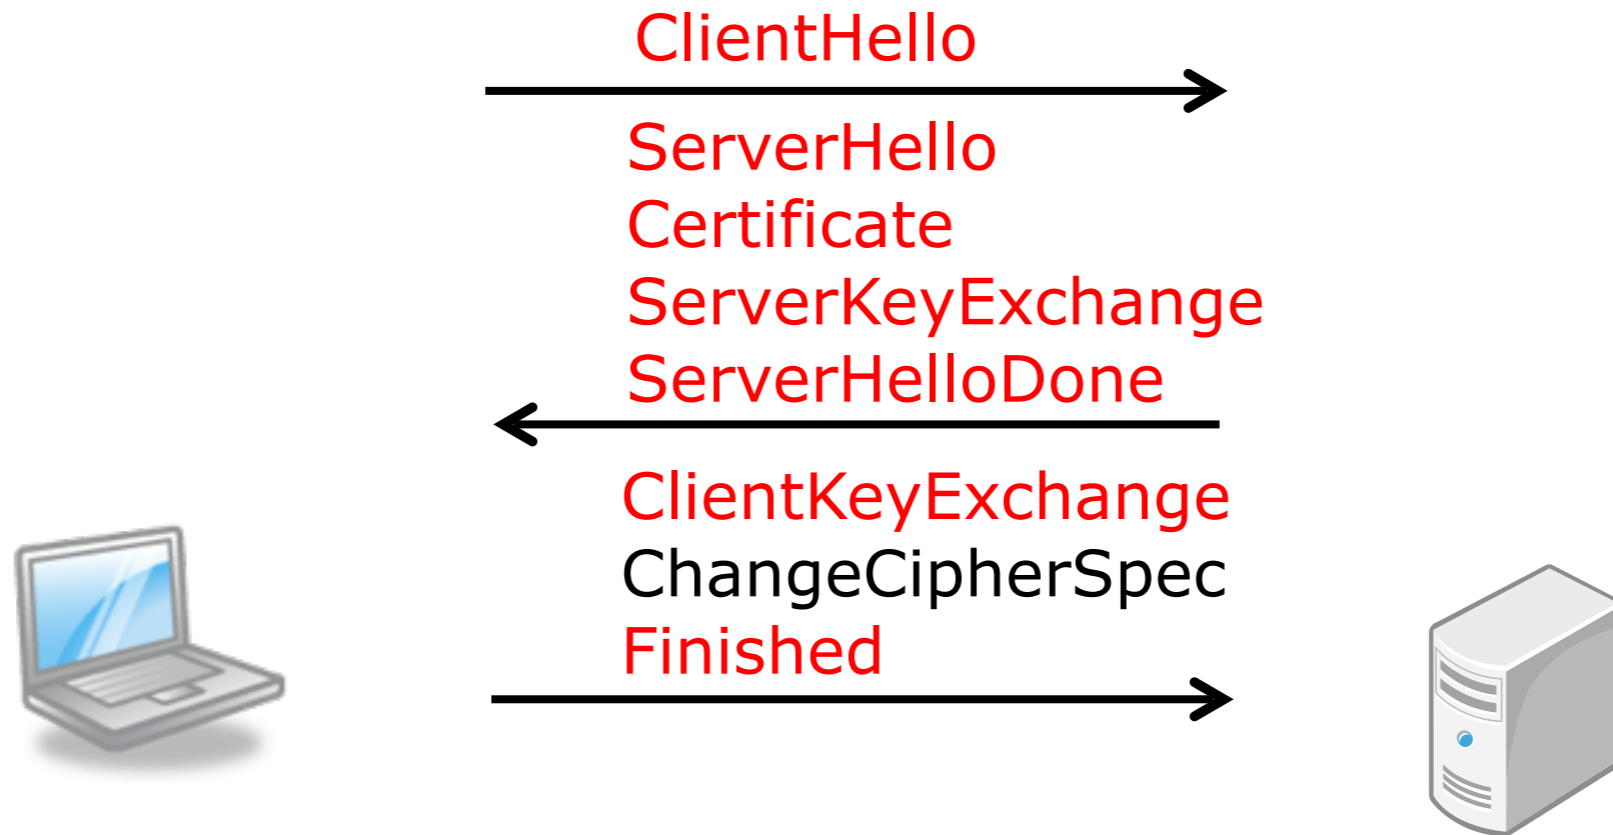 ClientHello
ServerHello
Certificate
ServerKeyExchange
ServerHelloDone
ClientKeyExchange
ChangeCipherSpec
Finished